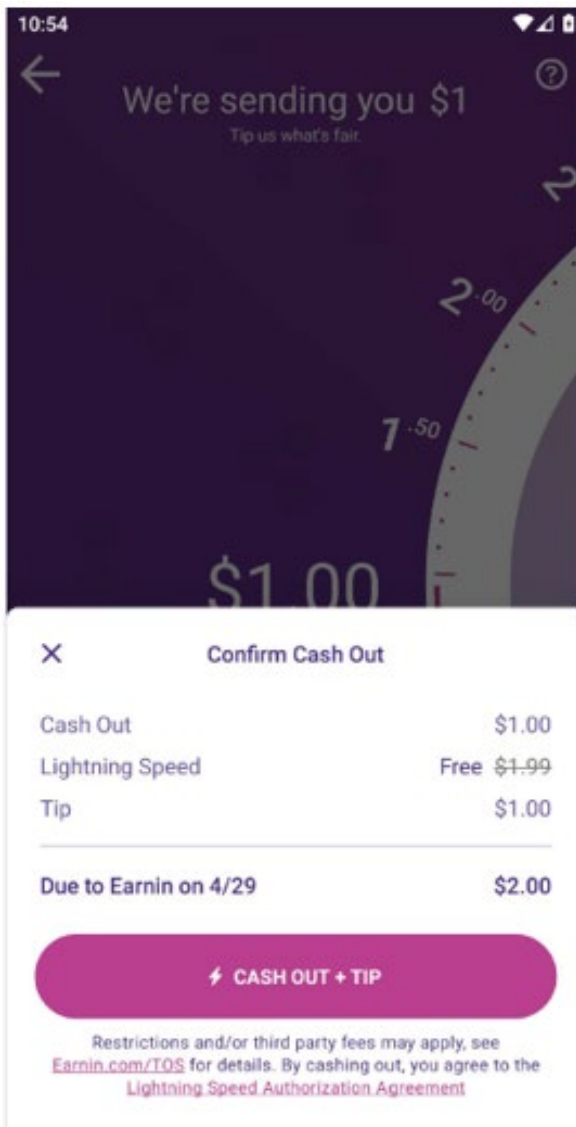 10:54
We're sending you $1
Tip us what's fair.
2
2.00
1.50
$1.00
Confirm Cash Out
Cash Out $1.00
Lightning Speed Free $1.99
Tip $1.00
Due to Earnin on 4/29 $2.00
CASH OUT + TIP
Restrictions and/or third party fees may apply, see
Earnin.com/TOS for details. By cashing out, you agree to the
Lightning Speed Authorization Agreement